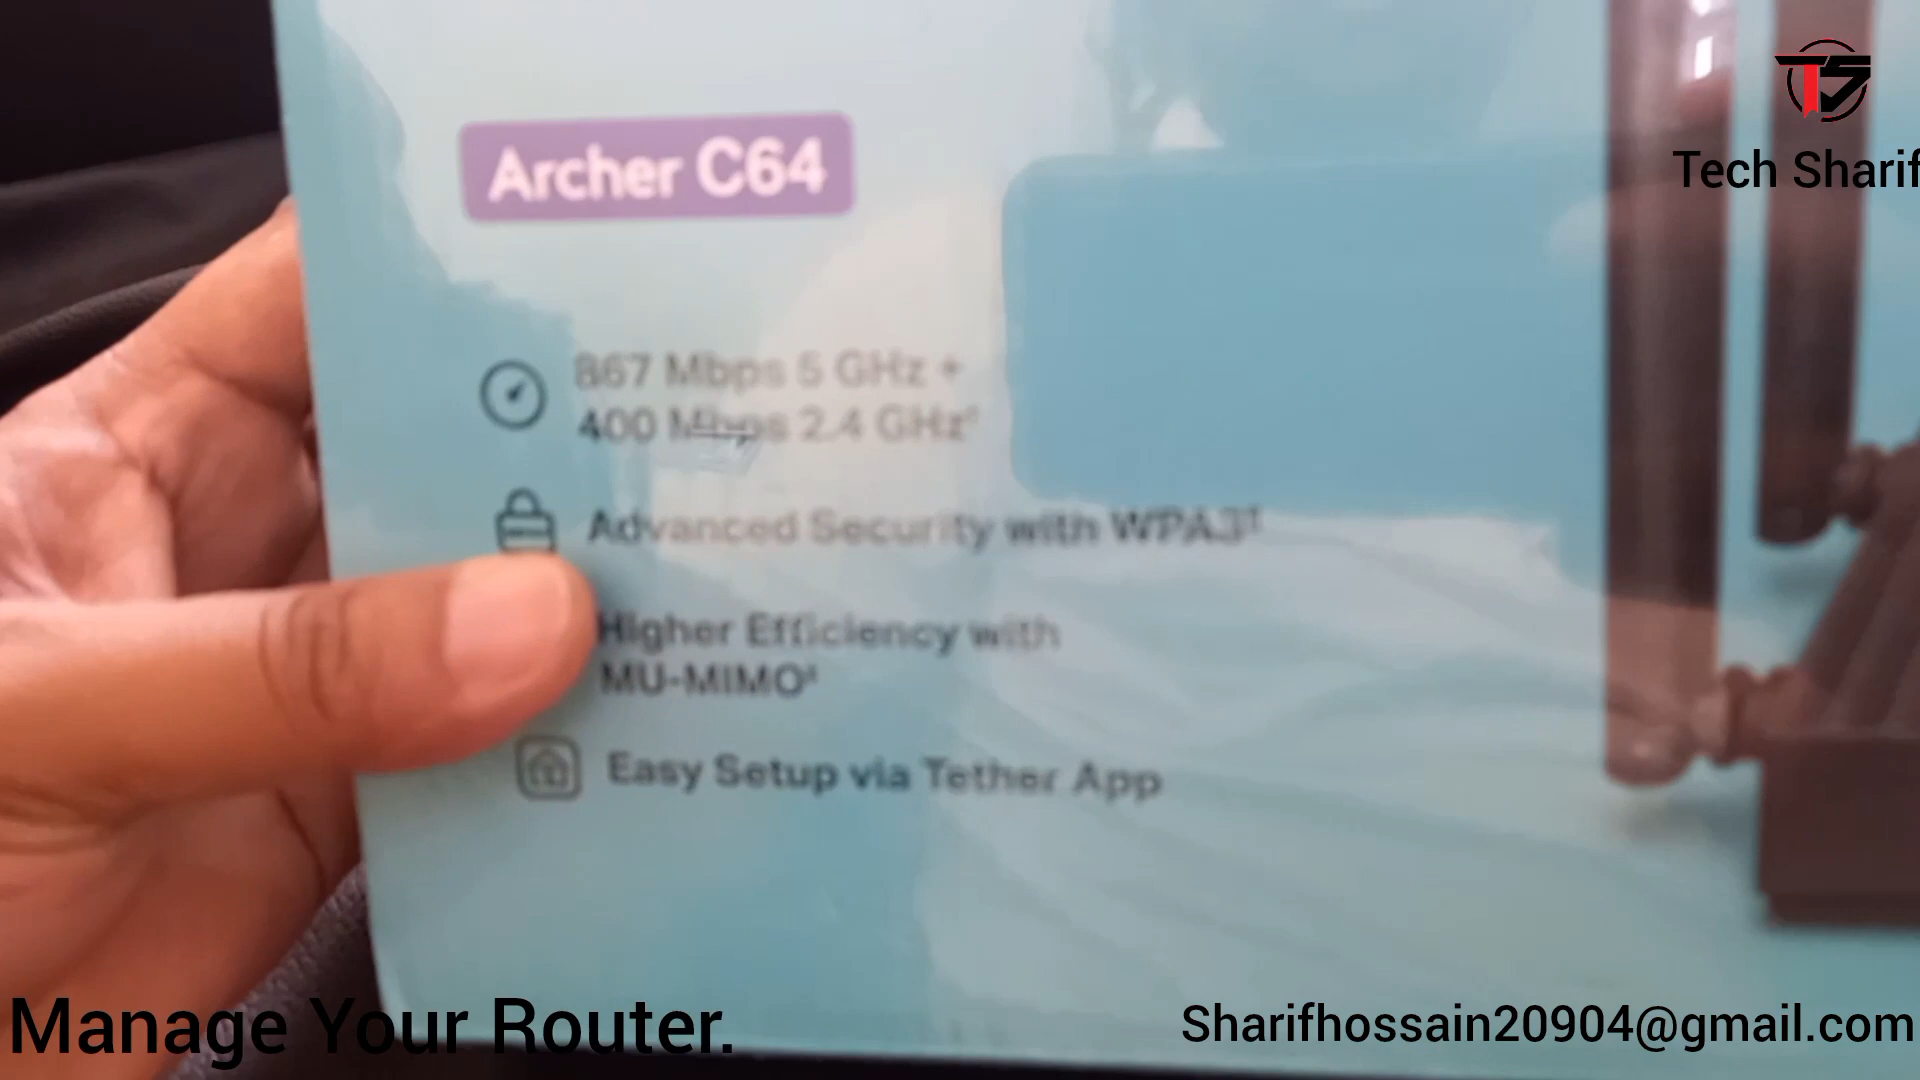 TS
Tech Sharif
Archer C64
867 Mbps 5 GHz +
400 Mbps 2.4 GHz
Advanced Security with WPA3
Higher Efficiency with
MU-MIMO
Easy Setup via Tether App
Manage Your Router.
Sharifhossain20904@gmail.com